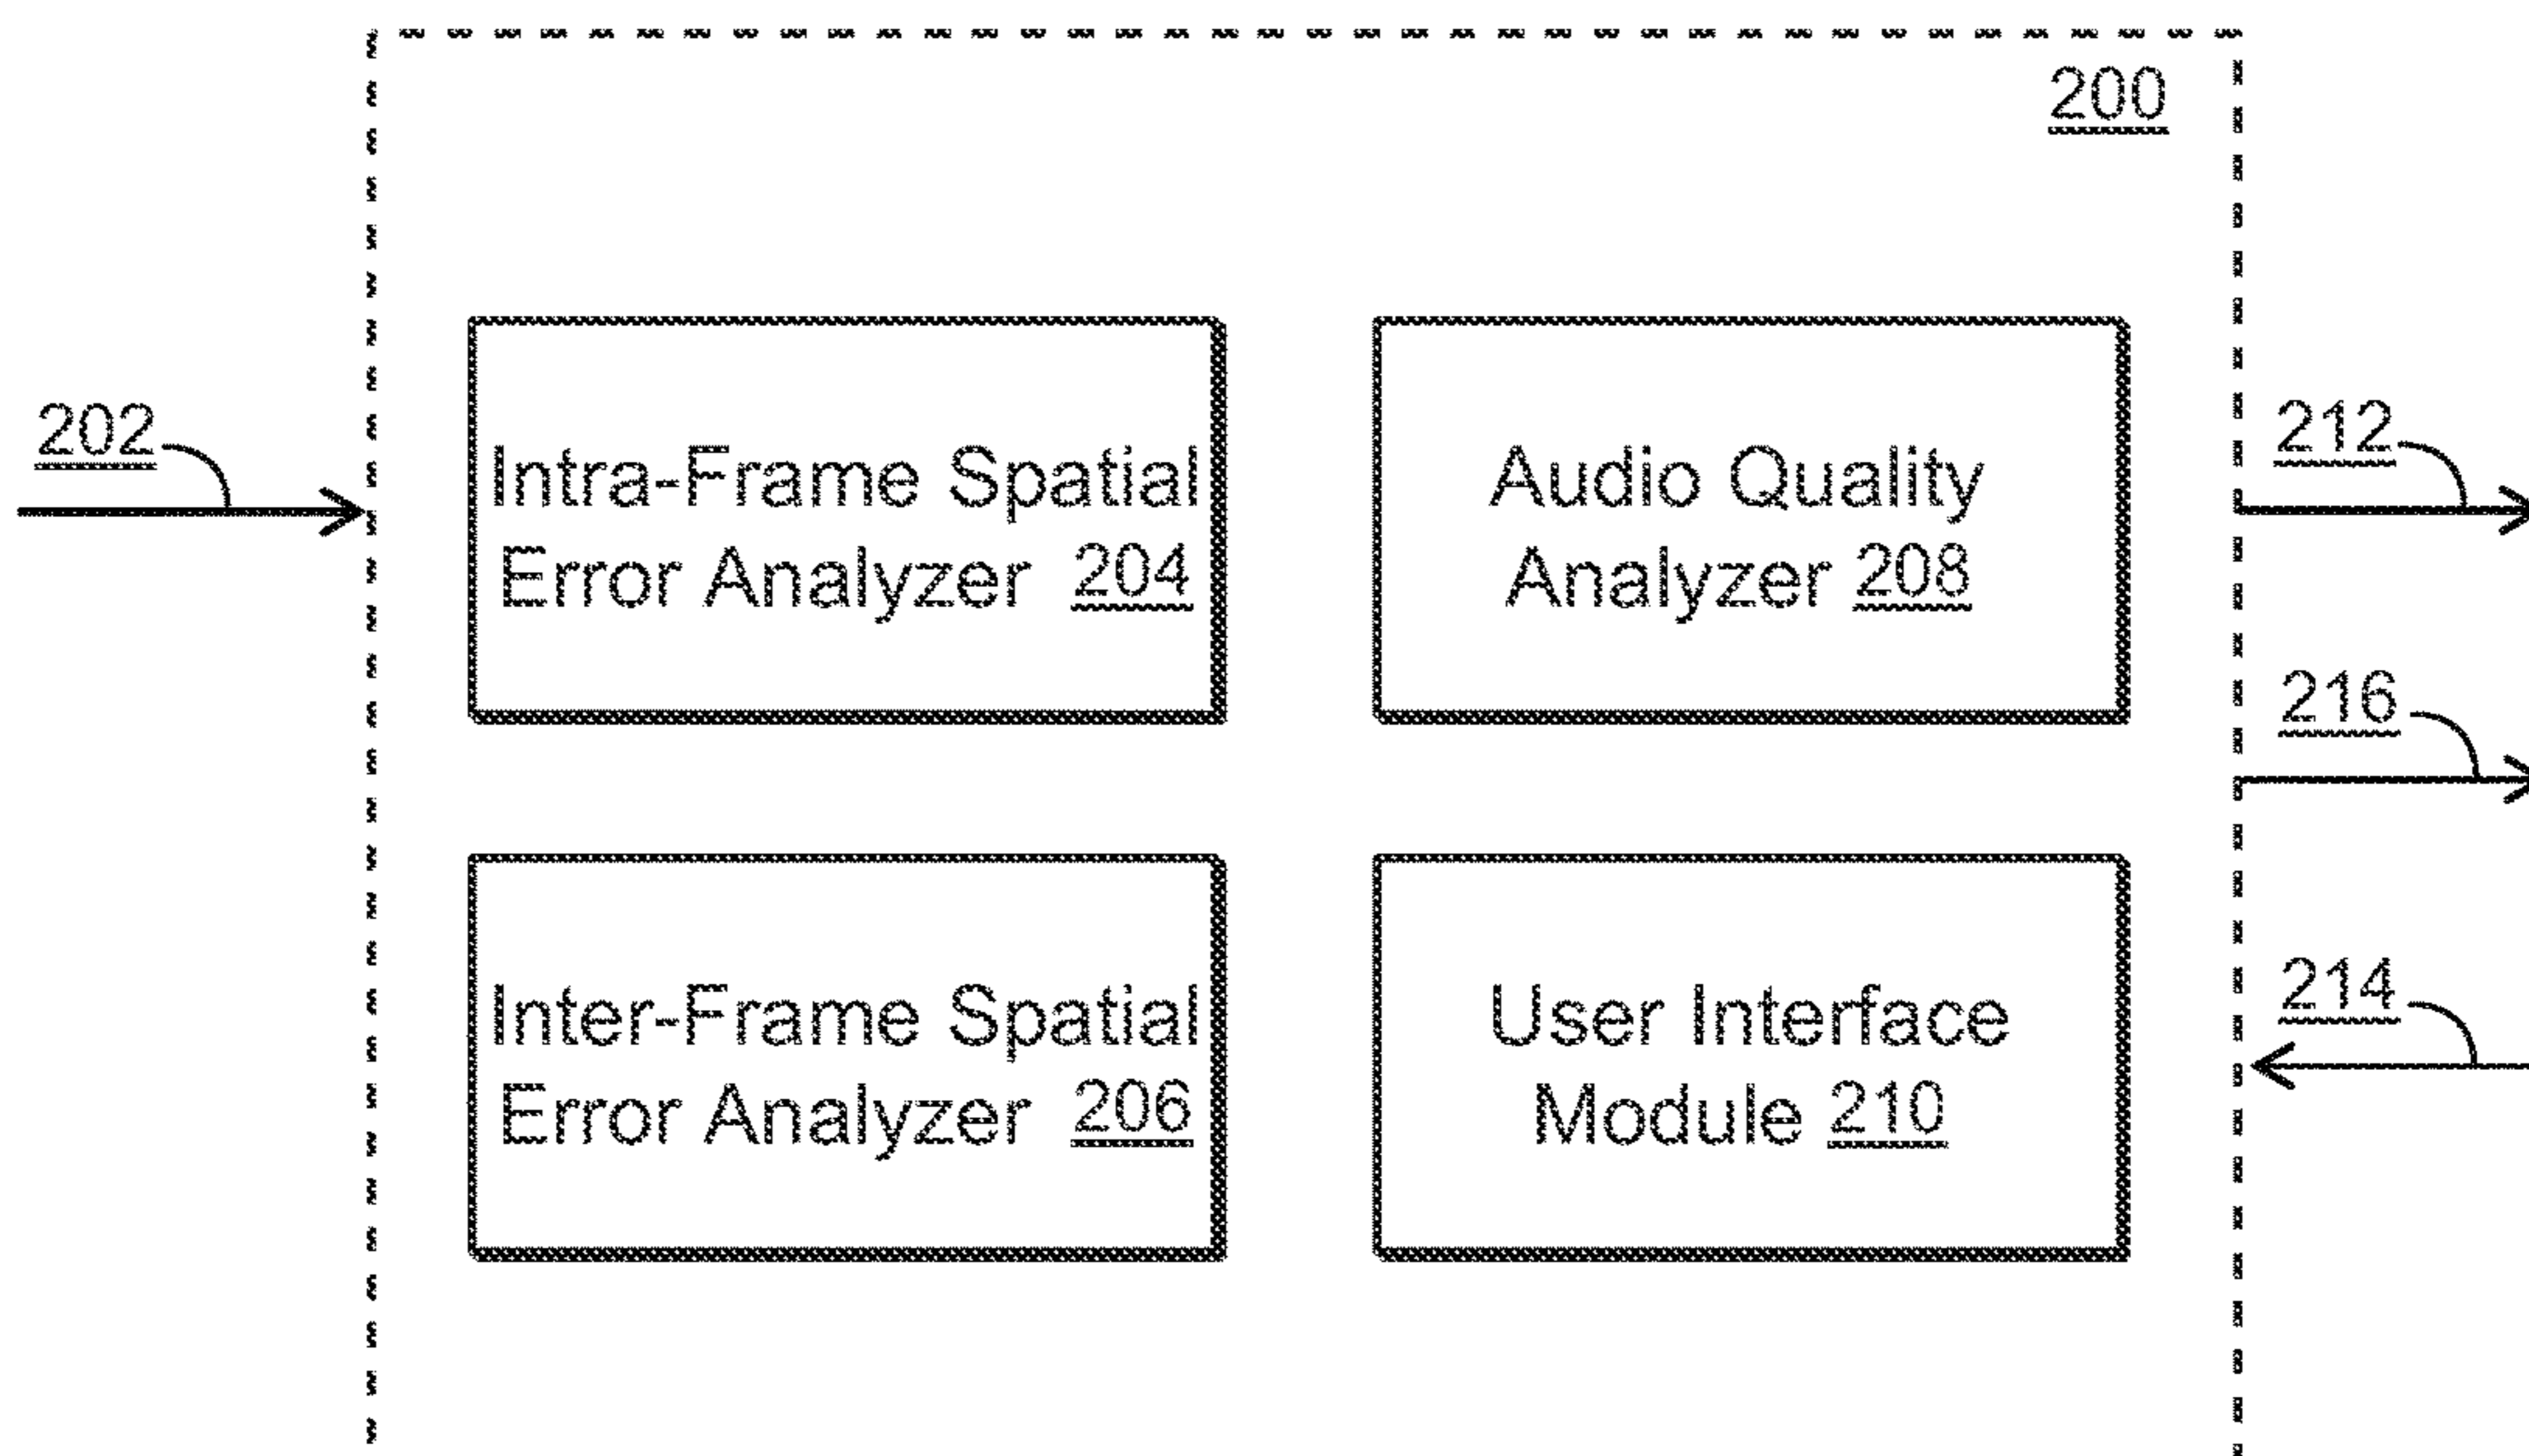 200
202
Intra-Frame Spatial
Error Analyzer 204
Audio Quality
Analyzer 208
212
216
Inter-Frame Spatial
Error Analyzer 206
User Interface
Module 210
214